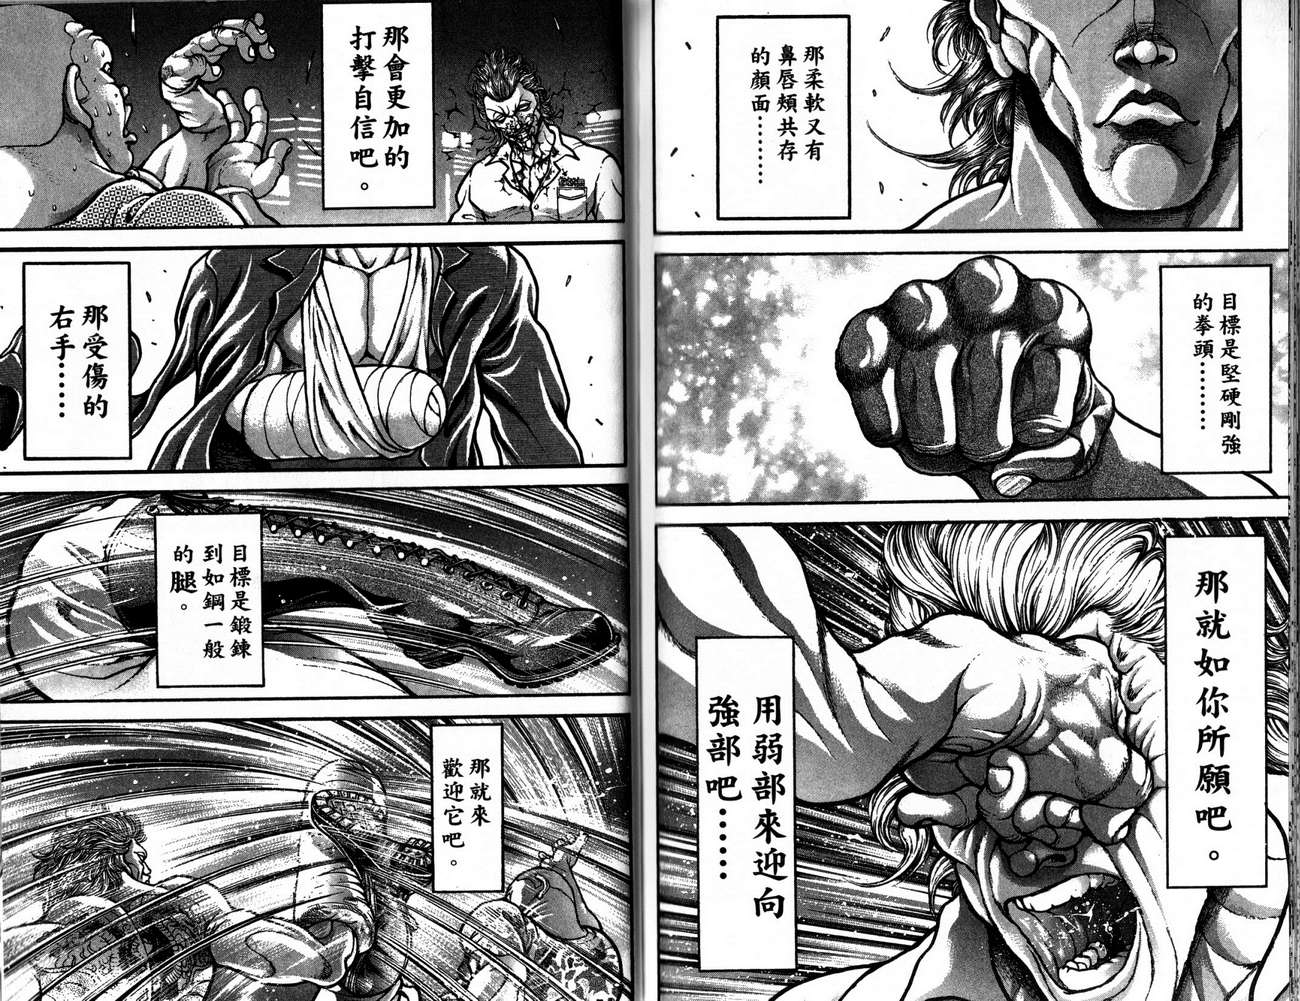 那柔軟又有
鼻唇頰共存
的顏面………
目標是堅硬剛強
的拳頭………
那就如你所願吧。
用弱部來迎向
強部吧……
那會更加的
打擊自信吧。
那受傷的
右手……
目標是鍛鍊
到如鋼一般
的腿。
那就來
歡迎它吧。